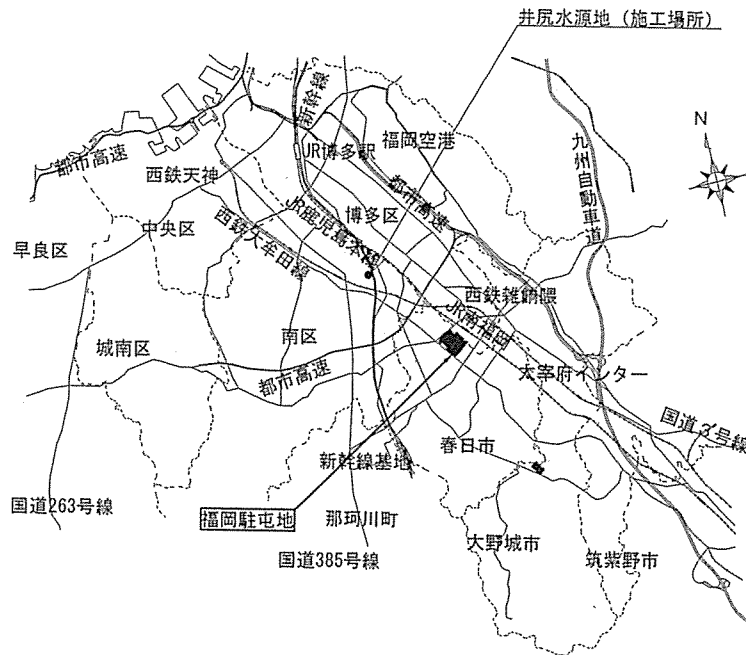 井尻水源地（施工場所）
新幹線
N
福岡空港
JR博多駅
都市高速
西鉄天神
都市高速
九州自動車道
博多区
JR鹿児島本線
中央区
西鉄大牟田線
早良区
西鉄雑餉隈
JR南福岡
南区
城南区
都市高速
太宰府インター
国道3号線
春日市
新幹線基地
国道263号線
福岡駐屯地
那珂川町
大野城市
筑紫野市
国道385号線